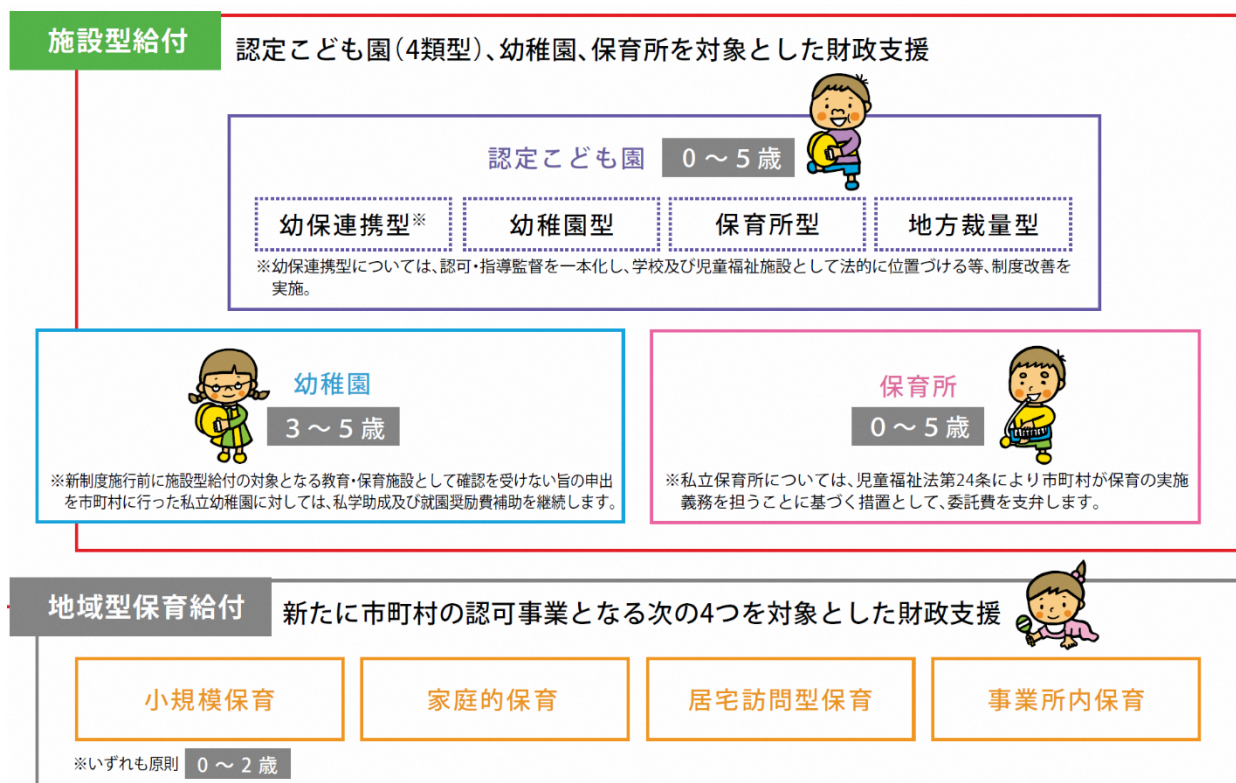 施設型給付
認定こども園(4類型)、幼稚園、保育所を対象とした財政支援
認定こども園 0～5歳
幼保連携型※ 幼稚園型 保育所型 地方裁量型
※幼保連携型については、認可・指導監督を一本化し、学校及び児童福祉施設として法的に位置づける等、制度改善を
実施。
幼稚園
3～5歳
※新制度施行前に施設型給付の対象となる教育・保育施設として確認を受けない旨の申出
を市町村に行った私立幼稚園に対しては、私学助成及び就園奨励費補助を継続します。
保育所
0～5歳
※私立保育所については、児童福祉法第24条により市町村が保育の実施
義務を担うことに基づく措置として、委託費を支弁します。
地域型保育給付
新たに市町村の認可事業となる次の4つを対象とした財政支援
小規模保育 家庭的保育 居宅訪問型保育 事業所内保育
※いずれも原則 0～2歳